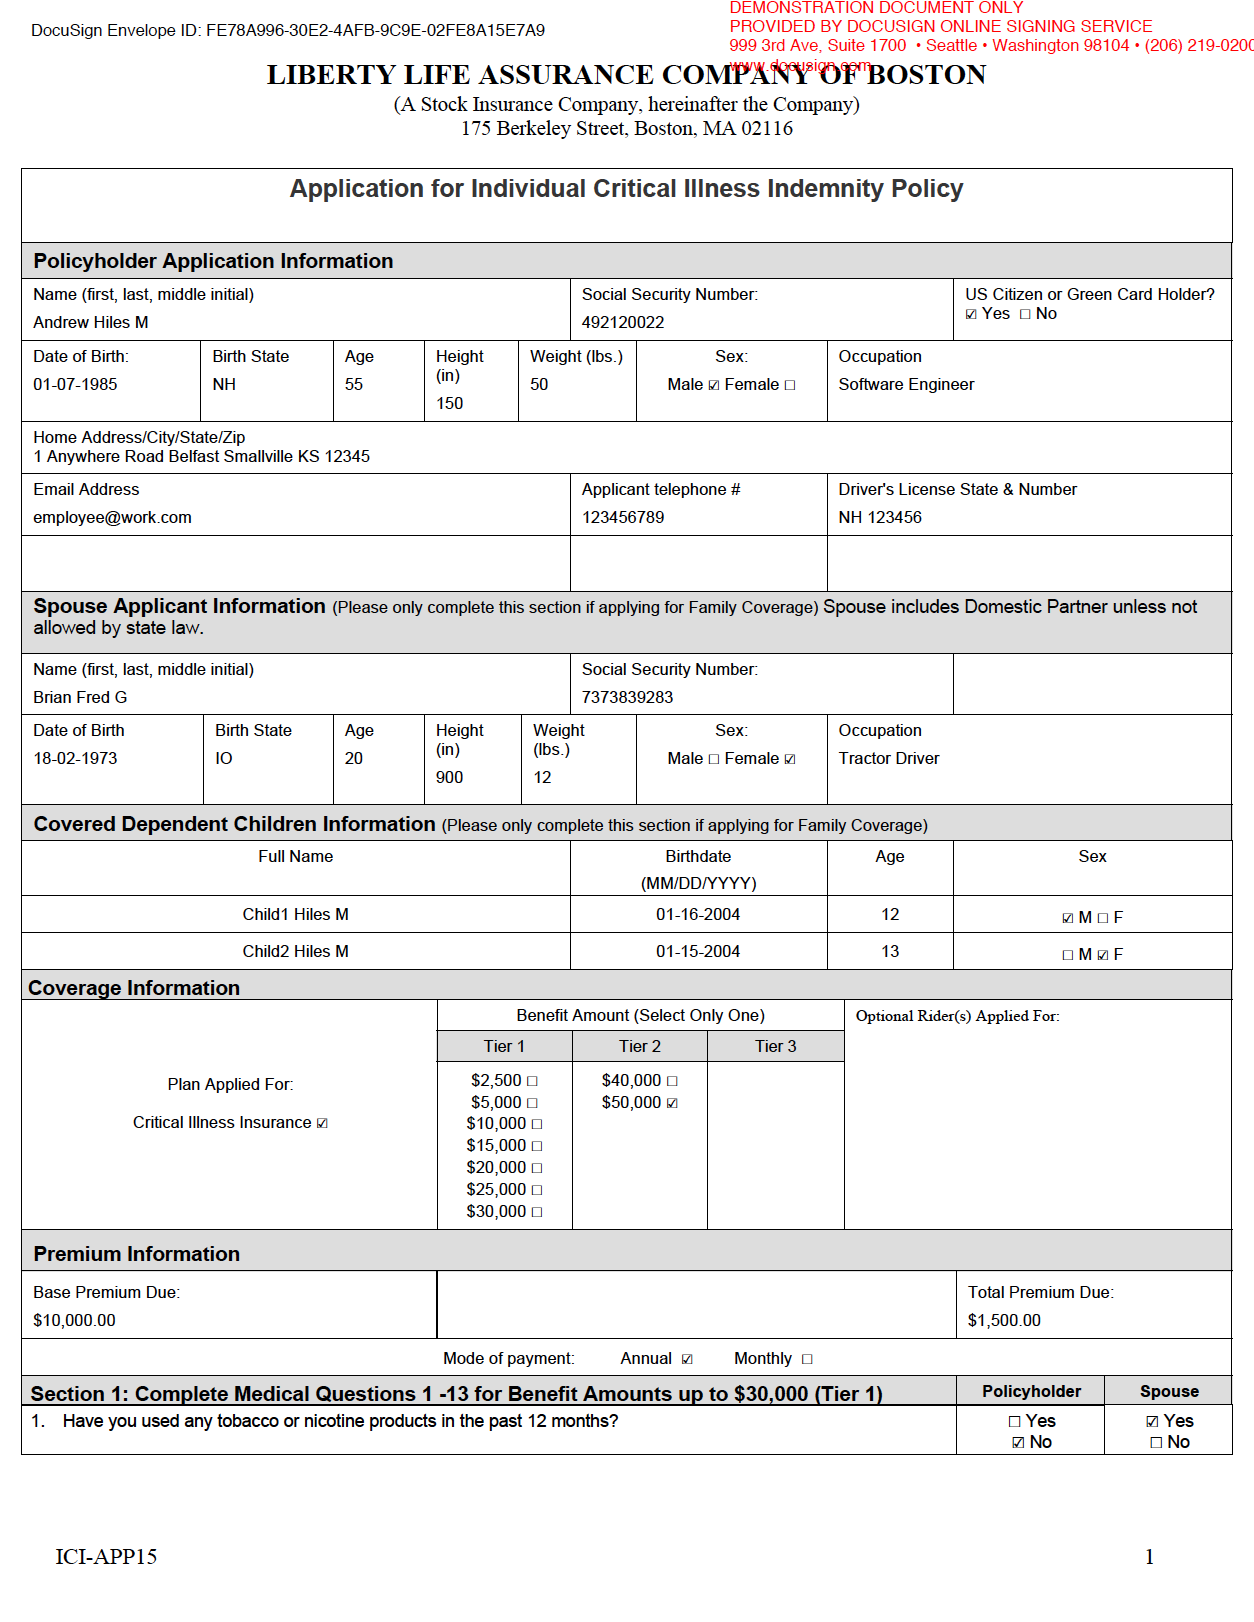 DEMONSTRATION DOCUMENT ONLY
DocuSign Envelope ID: FE78A996-30E2-4AFB-9C9E-02FE8A15E7A9
PROVIDED BY DOCUSIGN ONLINE SIGNING SERVICE
999 3rd Ave, Suite 1700 • Seattle • Washington 98104 • (206) 219-0200
www.docusign.com
LIBERTY LIFE ASSURANCE COMPANY OF BOSTON
(A Stock Insurance Company, hereinafter the Company)
175 Berkeley Street, Boston, MA 02116
Application for Individual Critical Illness Indemnity Policy
Policyholder Application Information
Name (first, last, middle initial) Social Security Number: US Citizen or Green Card Holder?
Andrew Hiles M 492120022 ☑ Yes ☐ No
Date of Birth: Birth State Age Height (in) Weight (lbs.) Sex: Occupation
01-07-1985 NH 55 150 50 Male ☑ Female ☐ Software Engineer
Home Address/City/State/Zip
1 Anywhere Road Belfast Smallville KS 12345
Email Address Applicant telephone # Driver's License State & Number
employee@work.com 123456789 NH 123456
Spouse Applicant Information (Please only complete this section if applying for Family Coverage) Spouse includes Domestic Partner unless not
allowed by state law.
Name (first, last, middle initial) Social Security Number:
Brian Fred G 7373839283
Date of Birth Birth State Age Height (in) Weight (lbs.) Sex: Occupation
18-02-1973 IO 20 900 12 Male ☐ Female ☑ Tractor Driver
Covered Dependent Children Information (Please only complete this section if applying for Family Coverage)
Full Name Birthdate Age Sex
(MM/DD/YYYY)
Child1 Hiles M 01-16-2004 12 ☑ M ☐ F
Child2 Hiles M 01-15-2004 13 ☐ M ☑ F
Coverage Information
Benefit Amount (Select Only One) Optional Rider(s) Applied For:
Tier 1 Tier 2 Tier 3
Plan Applied For:
Critical Illness Insurance ☑
$2,500 ☐ $40,000 ☐
$5,000 ☐ $50,000 ☑
$10,000 ☐
$15,000 ☐
$20,000 ☐
$25,000 ☐
$30,000 ☐
Premium Information
Base Premium Due: Total Premium Due:
$10,000.00 $1,500.00
Mode of payment: Annual ☑ Monthly ☐
Section 1: Complete Medical Questions 1 -13 for Benefit Amounts up to $30,000 (Tier 1) Policyholder Spouse
1. Have you used any tobacco or nicotine products in the past 12 months? ☐ Yes ☑ Yes
☑ No ☐ No
ICI-APP15 1